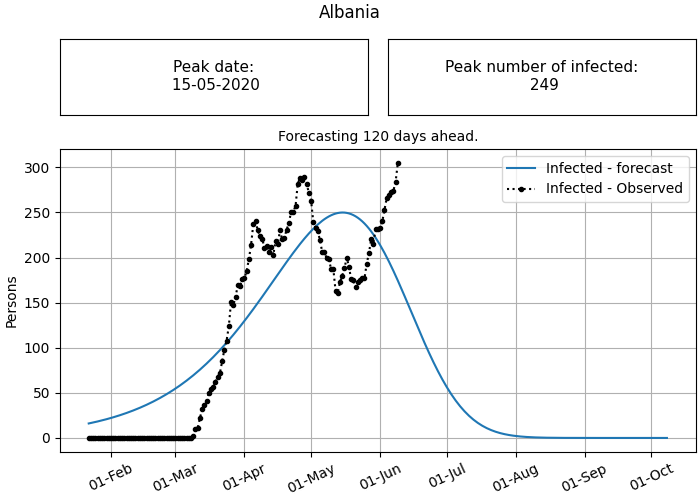 Albania
Peak date:
15-05-2020
Peak number of infected:
249
Forecasting 120 days ahead.
Infected - forecast
Infected - Observed
Persons
300
250
200
150
100
50
0
01-Feb
01-Mar
01-Apr
01-May
01-Jun
01-Jul
01-Aug
01-Sep
01-Oct